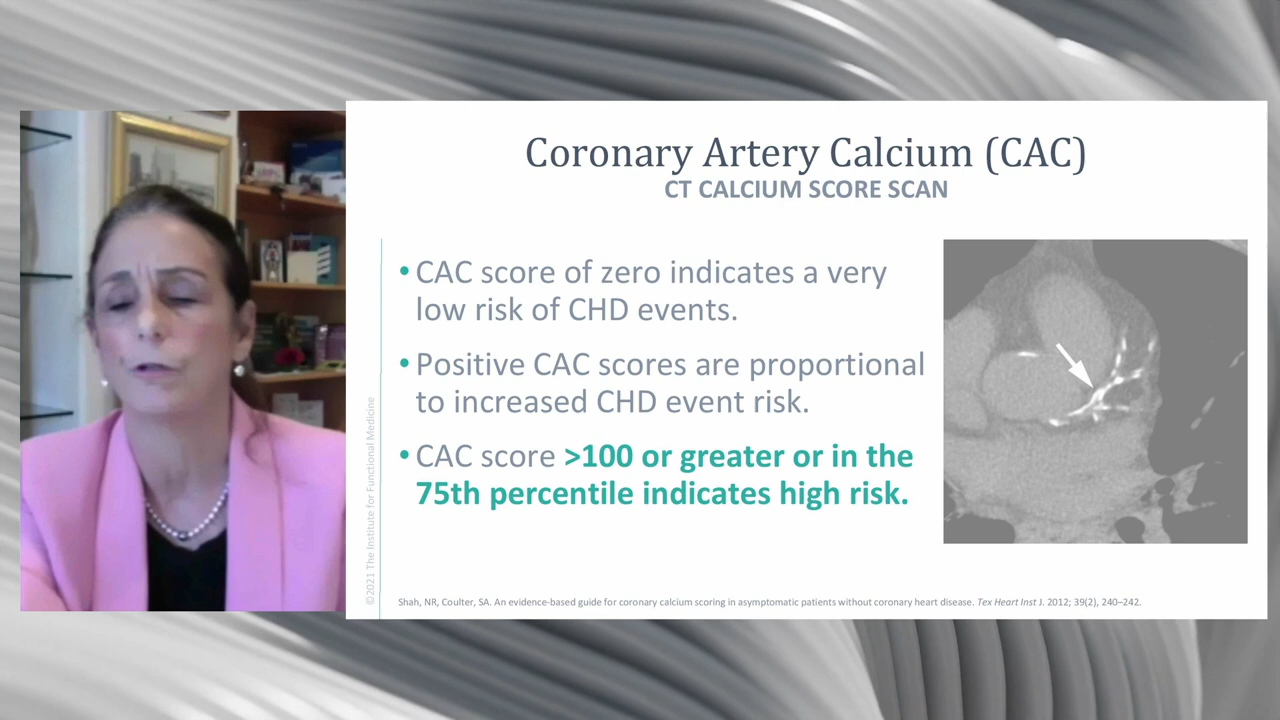 Coronary Artery Calcium (CAC)
CT CALCIUM SCORE SCAN
• CAC score of zero indicates a very
low risk of CHD events.
• Positive CAC scores are proportional
to increased CHD event risk.
• CAC score >100 or greater or in the
75th percentile indicates high risk.
©2021 The Institute for Functional Medicine
Shah, NR, Coulter, SA. An evidence-based guide for coronary calcium scoring in asymptomatic patients without coronary heart disease. Tex Heart Inst J. 2012; 39(2), 240–242.